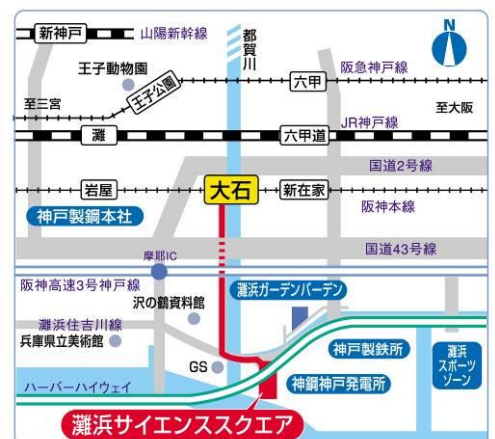 新神戸
山陽新幹線
都賀川
N
王子動物園
王子公園
六甲
阪急神戸線
至三宮
至大阪
JR神戸線
灘
六甲道
国道2号線
岩屋
大石
新在家
神戸製鋼本社
阪神本線
国道43号線
摩耶IC
阪神高速3号神戸線
灘浜ガーデンバーデン
沢の鶴資料館
灘浜住吉川線
兵庫県立美術館
神戸製鉄所
灘浜
スポーツ
ゾーン
GS
神鋼神戸発電所
ハーバーハイウェイ
灘浜サイエンススクエア